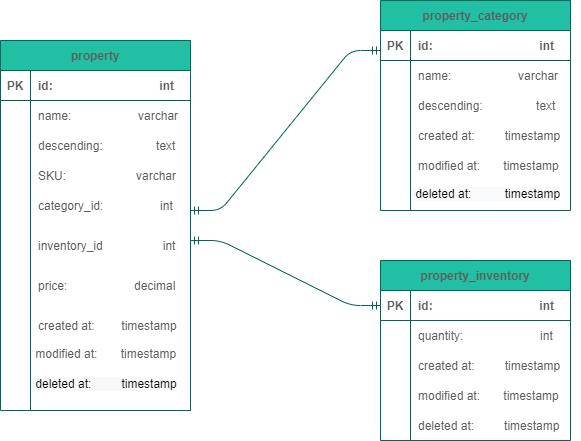 property
PK id: int
name: varchar
descending: text
SKU: varchar
category_id: int
inventory_id int
price: decimal
created at: timestamp
modified at: timestamp
deleted at: timestamp
property_category
PK id: int
name: varchar
descending: text
created at: timestamp
modified at: timestamp
deleted at: timestamp
property_inventory
PK id: int
quantity: int
created at: timestamp
modified at: timestamp
deleted at: timestamp